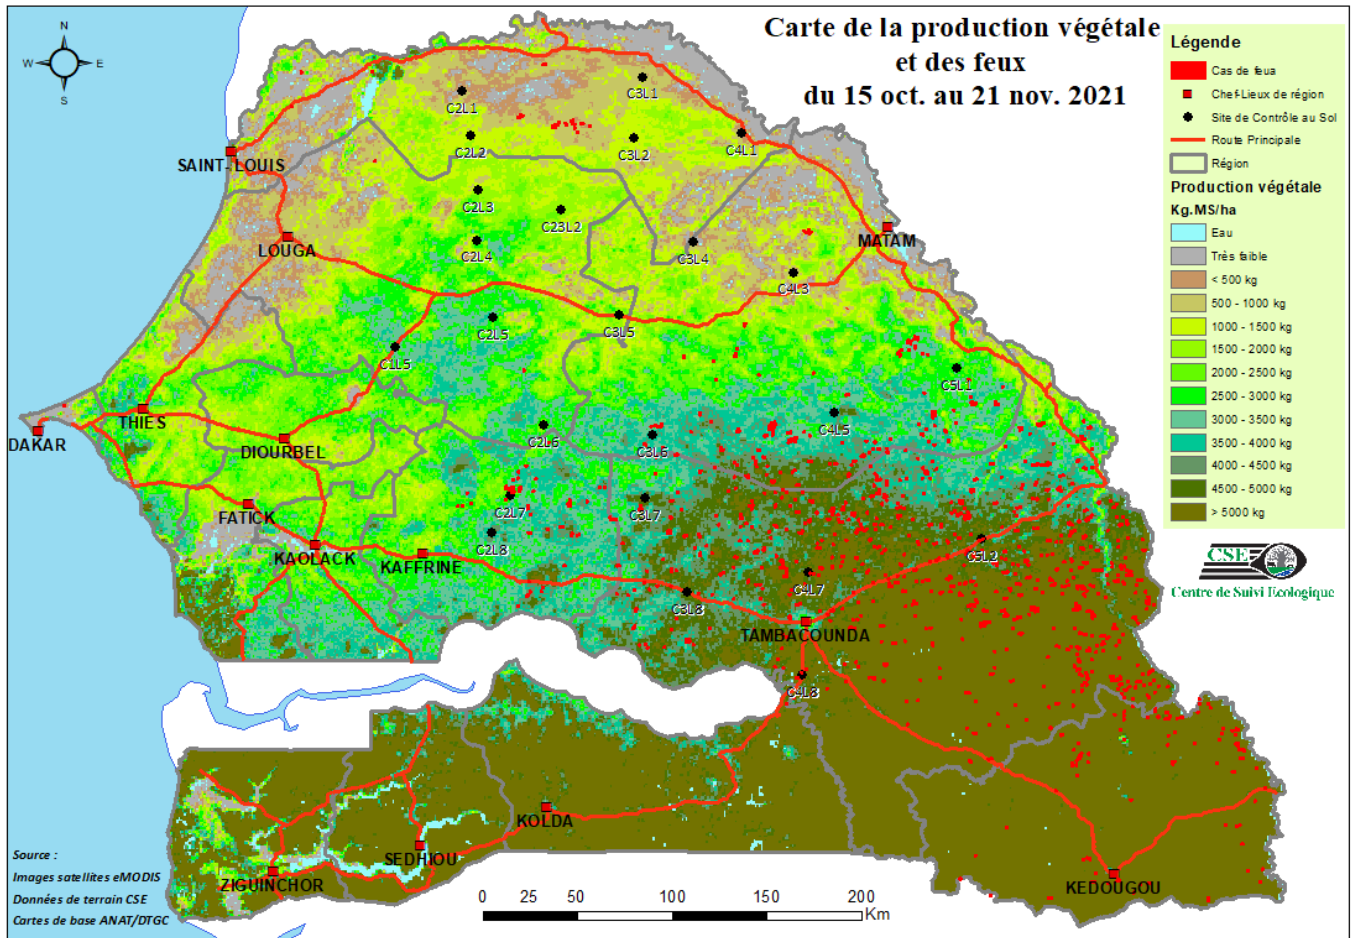 Carte de la production végétale
et des feux
du 15 oct. au 21 nov. 2021
N
W
E
S
Légende
Cas de feua
Chef-Lieux de région
Site de Contrôle au Sol
Route Principale
Région
Production végétale
Kg.MS/ha
Eau
Très faible
< 500 kg
500 - 1000 kg
1000 - 1500 kg
1500 - 2000 kg
2000 - 2500 kg
2500 - 3000 kg
3000 - 3500 kg
3500 - 4000 kg
4000 - 4500 kg
4500 - 5000 kg
> 5000 kg
CSE
Centre de Suivi Ecologique
C2L1
C3L1
C2L2
C3L2
C4L1
SAINT-LOUIS
C2L3
C23L2
LOUGA
C2L4
C3L4
MATAM
C4L3
C2L5
C3L5
C1L5
C5L1
THIES
DAKAR
DIOURBEL
C2L6
C3L6
C4L5
FATICK
C2L7
C3L7
KAOLACK
KAFFRINE
C2L8
C5L2
C4L7
C3L8
TAMBACOUNDA
C4L8
KOLDA
SEDHIOU
ZIGUINCHOR
KEDOUGOU
Source :
Images satellites eMODIS
Données de terrain CSE
Cartes de base ANAT/DTGC
0 50 100 150 200
Km